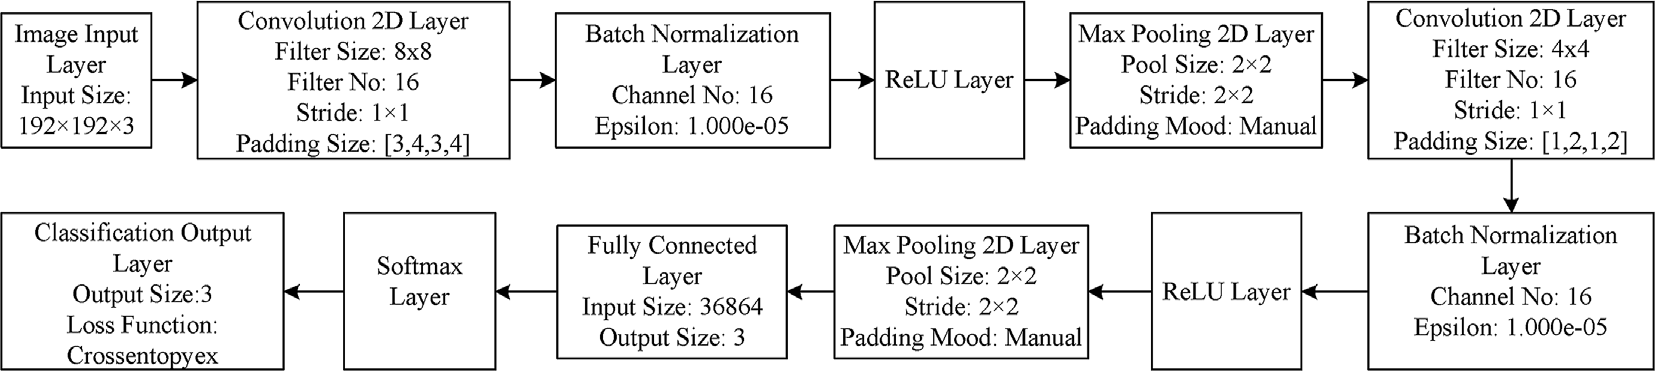 Image Input
Layer
Input Size:
192×192×3
Convolution 2D Layer
Filter Size: 8x8
Filter No: 16
Stride: 1×1
Padding Size: [3,4,3,4]
Batch Normalization
Layer
Channel No: 16
Epsilon: 1.000e-05
ReLU Layer
Max Pooling 2D Layer
Pool Size: 2×2
Stride: 2×2
Padding Mood: Manual
Convolution 2D Layer
Filter Size: 4x4
Filter No: 16
Stride: 1×1
Padding Size: [1,2,1,2]
Batch Normalization
Layer
Channel No: 16
Epsilon: 1.000e-05
ReLU Layer
Max Pooling 2D Layer
Pool Size: 2×2
Stride: 2×2
Padding Mood: Manual
Fully Connected
Layer
Input Size: 36864
Output Size: 3
Softmax
Layer
Classification Output
Layer
Output Size:3
Loss Function:
Crossentopyex